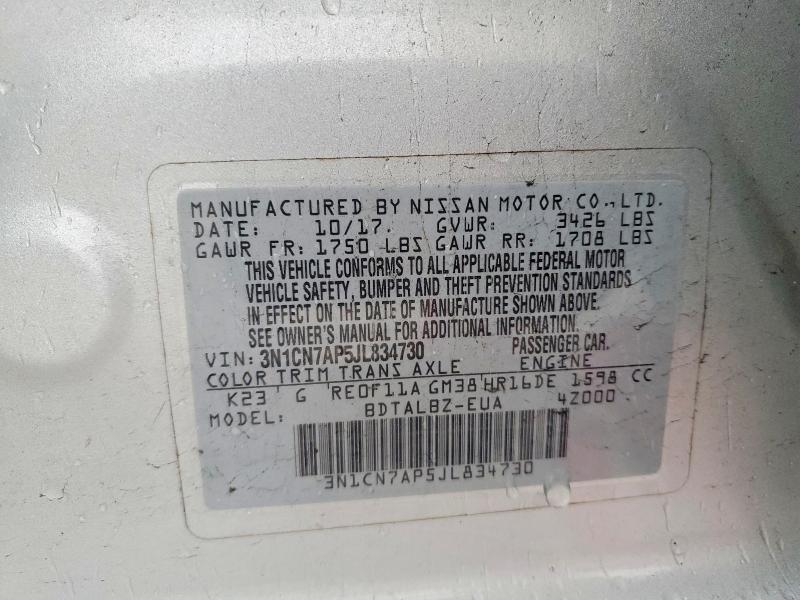 MANUFACTURED BY NISSAN MOTOR CO., LTD.
DATE: 10/17. GVWR: 3426 LBS
GAWR FR: 1750 LBS GAWR RR: 1708 LBS
THIS VEHICLE CONFORMS TO ALL APPLICABLE FEDERAL MOTOR
VEHICLE SAFETY, BUMPER AND THEFT PREVENTION STANDARDS
IN EFFECT ON THE DATE OF MANUFACTURE SHOWN ABOVE.
SEE OWNER'S MANUAL FOR ADDITIONAL INFORMATION.
VIN: 3N1CN7AP5JL834730 PASSENGER CAR.
COLOR TRIM TRANS AXLE ENGINE
K23 G RE0F11A GM38 HR16DE 1598 CC
MODEL: BDTALBZ-EUA 4Z000
3N1CN7AP5JL834730